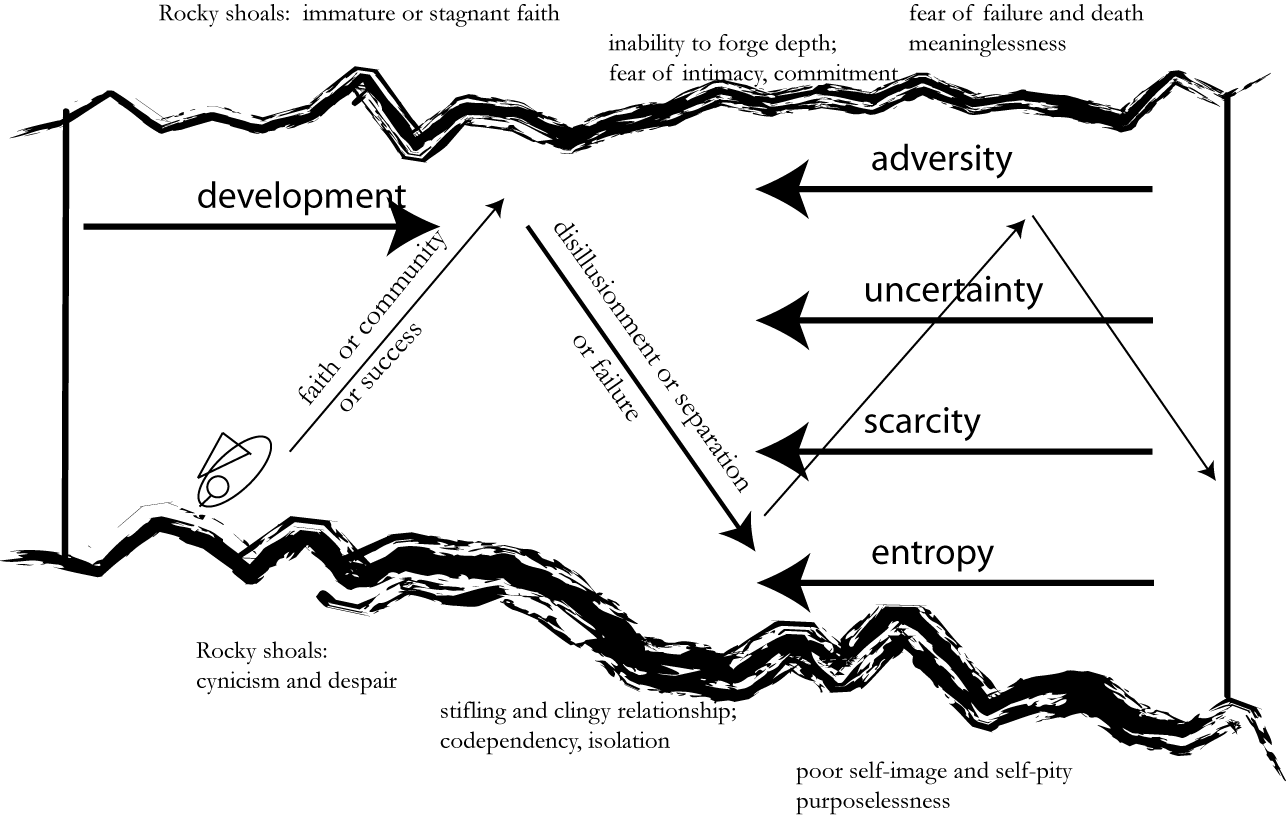 Rocky shoals: immature or stagnant faith
fear of failure and death
meaninglessness
inability to forge depth;
fear of intimacy, commitment
development
adversity
uncertainty
scarcity
entropy
faith or community
or success
disillusionment or separation
or failure
Rocky shoals:
cynicism and despair
stifling and clingy relationship;
codependency, isolation
poor self-image and self-pity
purposelessness